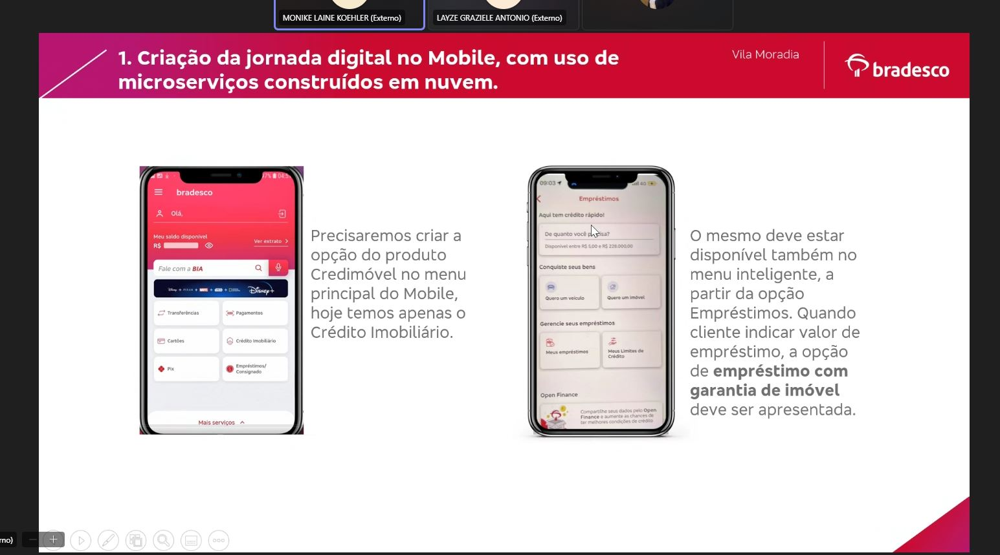 MONIKE LAINE KOEHLER (Externo)
LAYZE GRAZIELE ANTONIO (Externo)
1. Criação da jornada digital no Mobile, com uso de
microserviços construídos em nuvem.
Vila Moradia
bradesco
04:5
bradesco
Olá,
Meu saldo disponível
R$
Ver extrato
Fale com a BIA
Disney+
Transferências
Pagamentos
Cartões
Crédito Imobiliário
Pix
Empréstimos/
Consignado
Mais serviços
Precisaremos criar a
opção do produto
Credimóvel no menu
principal do Mobile,
hoje temos apenas o
Crédito Imobiliário.
09:03
4G
Empréstimos
Aqui tem crédito rápido!
De quanto você precisa?
Disponível entre R$ 5,00 e R$ 228.000,00
Conquiste seus bens
Quero um veículo
Quero um imóvel
Gerencie seus empréstimos
Meus empréstimos
Meus Limites de
Crédito
Open Finance
Compartilhe seus dados pelo Open
Finance e aumente as chances de
ter melhores condições de crédito
O mesmo deve estar
disponível também no
menu inteligente, a
partir da opção
Empréstimos. Quando
cliente indicar valor de
empréstimo, a opção
de empréstimo com
garantia de imóvel
deve ser apresentada.
rno)